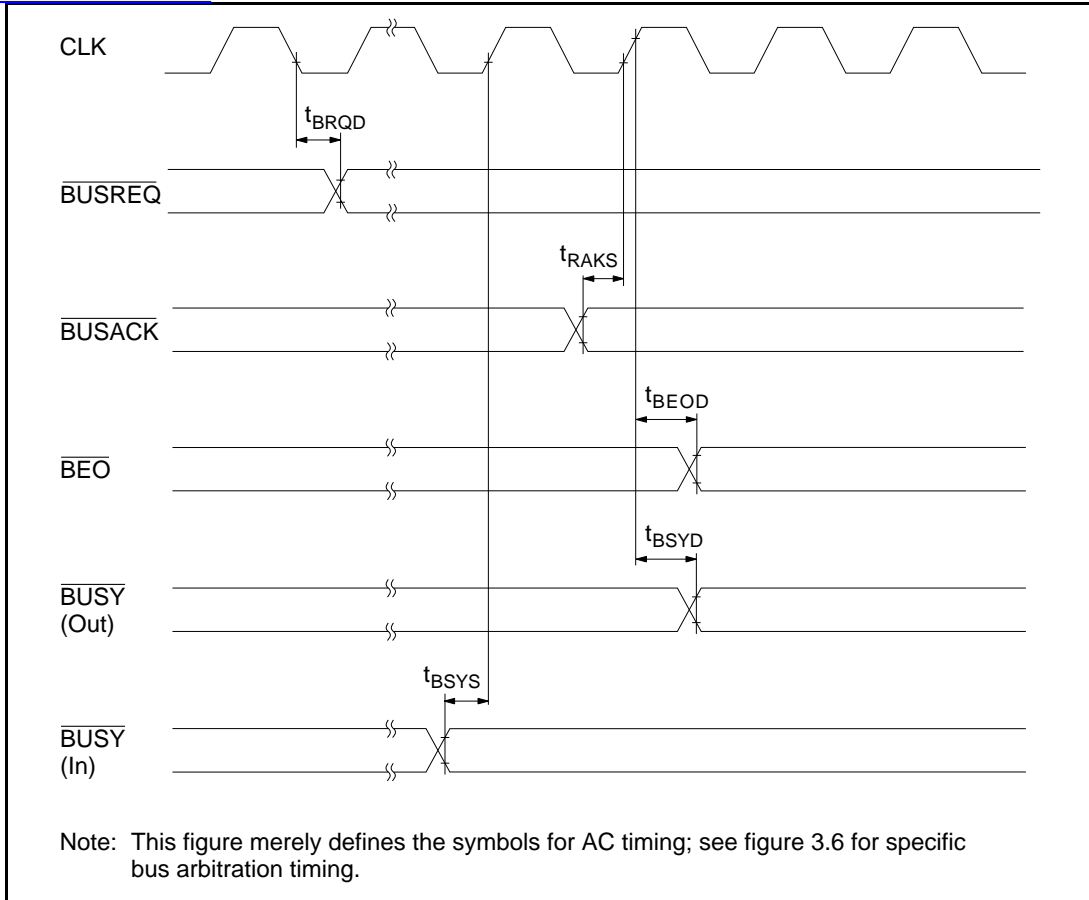 CLK
tBRQD
BUSREQ
tRAKS
BUSACK
tBEOD
BEO
tBSYD
BUSY
(Out)
tBSYS
BUSY
(In)
Note: This figure merely defines the symbols for AC timing; see figure 3.6 for specific
bus arbitration timing.